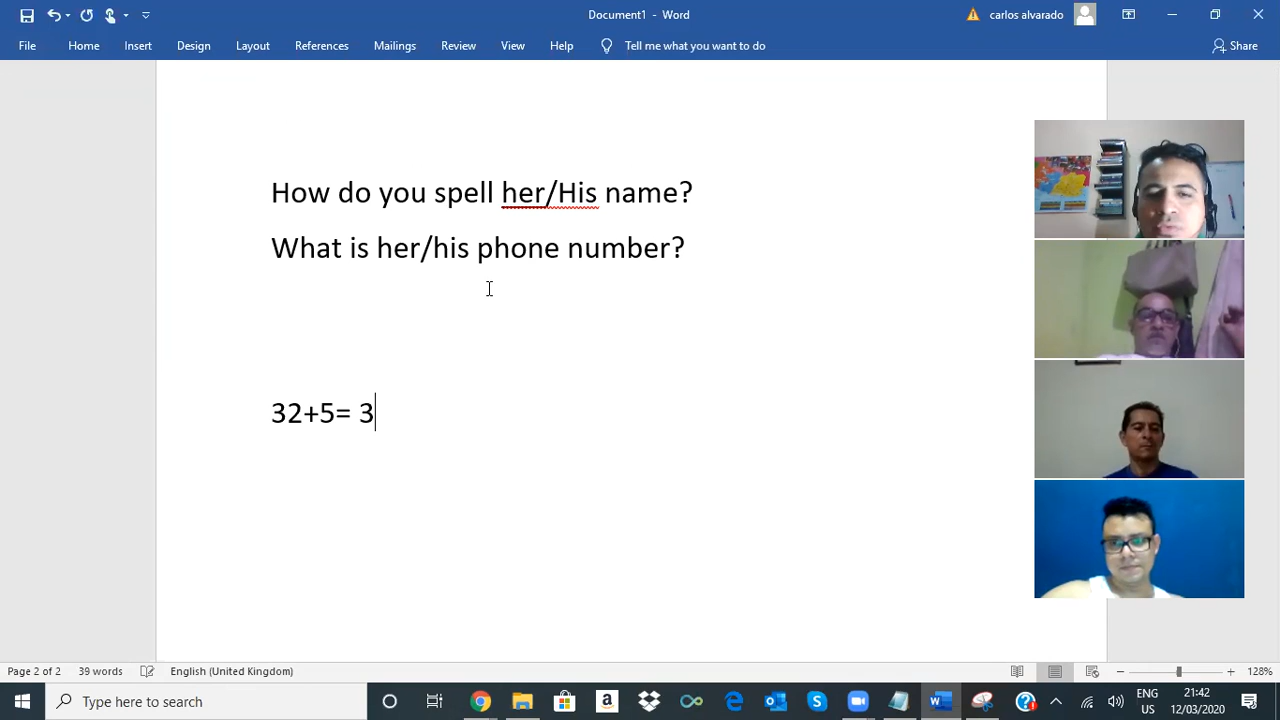 Document1 - Word
carlos alvarado
File Home Insert Design Layout References Mailings Review View Help Tell me what you want to do Share
How do you spell her/His name?
What is her/his phone number?
32+5= 3
Page 2 of 2 39 words English (United Kingdom) 128%
Type here to search
ENG 21:42
US 12/03/2020